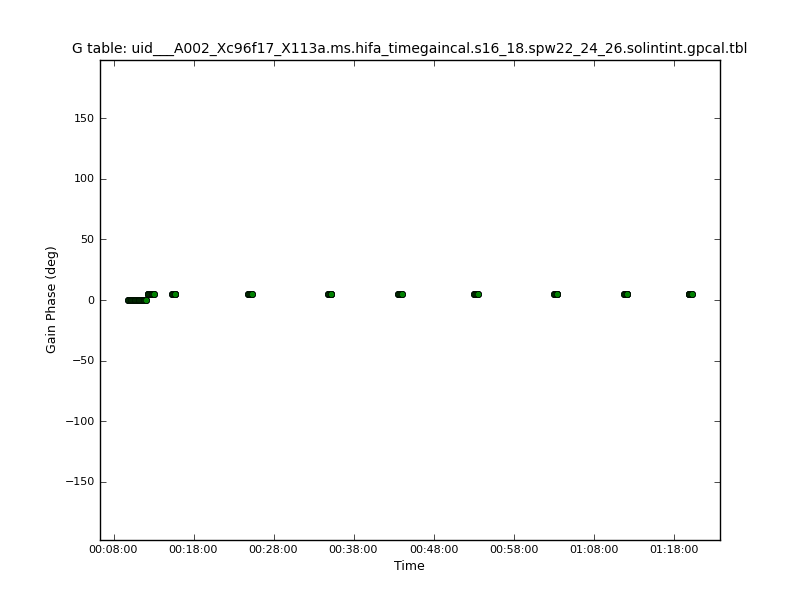 G table: uid___A002_Xc96f17_X113a.ms.hifa_timegaincal.s16_18.spw22_24_26.solintint.gpcal.tbl
Gain Phase (deg)
150
100
50
0
−50
−100
−150
00:08:00 00:18:00 00:28:00 00:38:00 00:48:00 00:58:00 01:08:00 01:18:00
Time